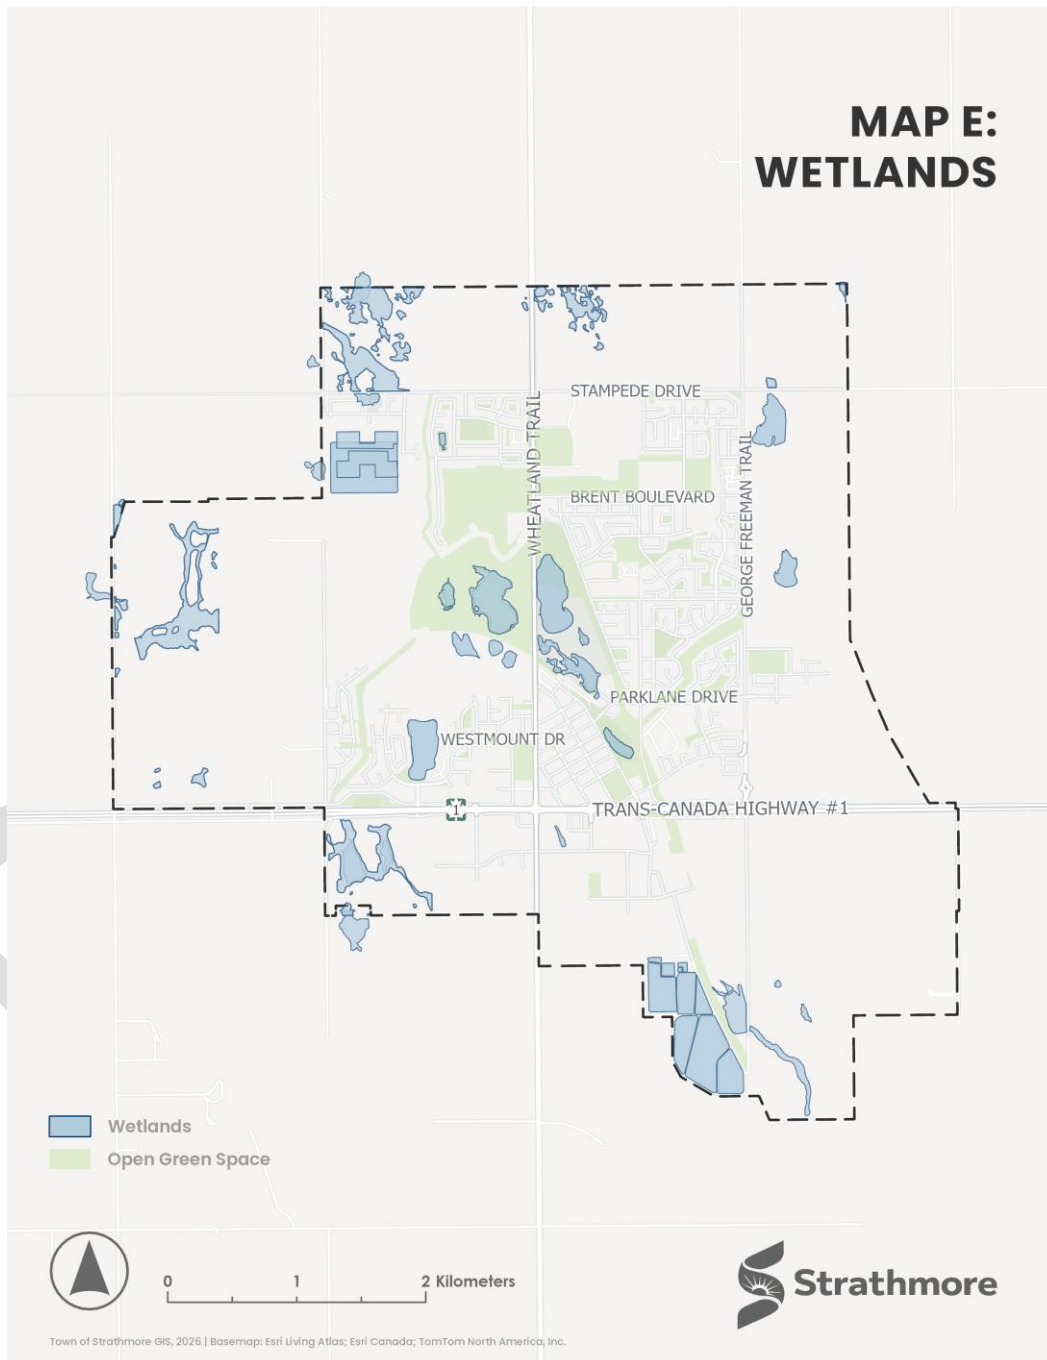 MAP E:
WETLANDS
STAMPEDE DRIVE
WHEATLAND TRAIL
GEORGE FREEMAN TRAIL
BRENT BOULEVARD
PARKLANE DRIVE
WESTMOUNT DR
1
TRANS-CANADA HIGHWAY #1
Wetlands
Open Green Space
0 1 2 Kilometers
Strathmore
Town of Strathmore GIS, 2026 | Basemap: Esri Living Atlas; Esri Canada; TomTom North America, Inc.